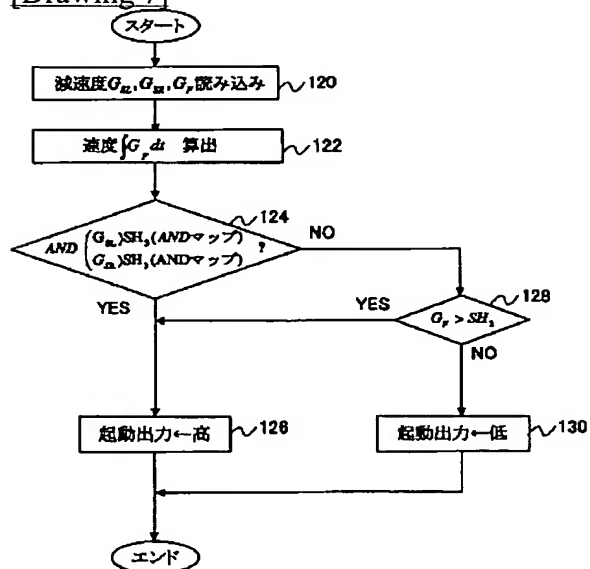 [Drawing 7]
スタート
減速度G_SL, G_SR, G_F読み込み
120
速度∫G_F dt 算出
122
124
AND (G_SL)SH_3(ANDマップ) ?
G_SR)SH_3(ANDマップ)
NO
YES
YES
128
G_F > SH_2
NO
起動出力←高
126
起動出力←低
130
エンド